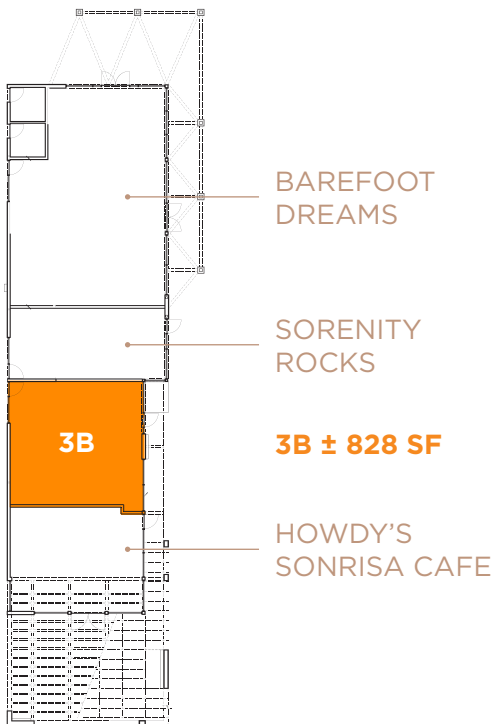 BAREFOOT
DREAMS
SORENITY
ROCKS
3B
3B ± 828 SF
HOWDY'S
SONRISA CAFE